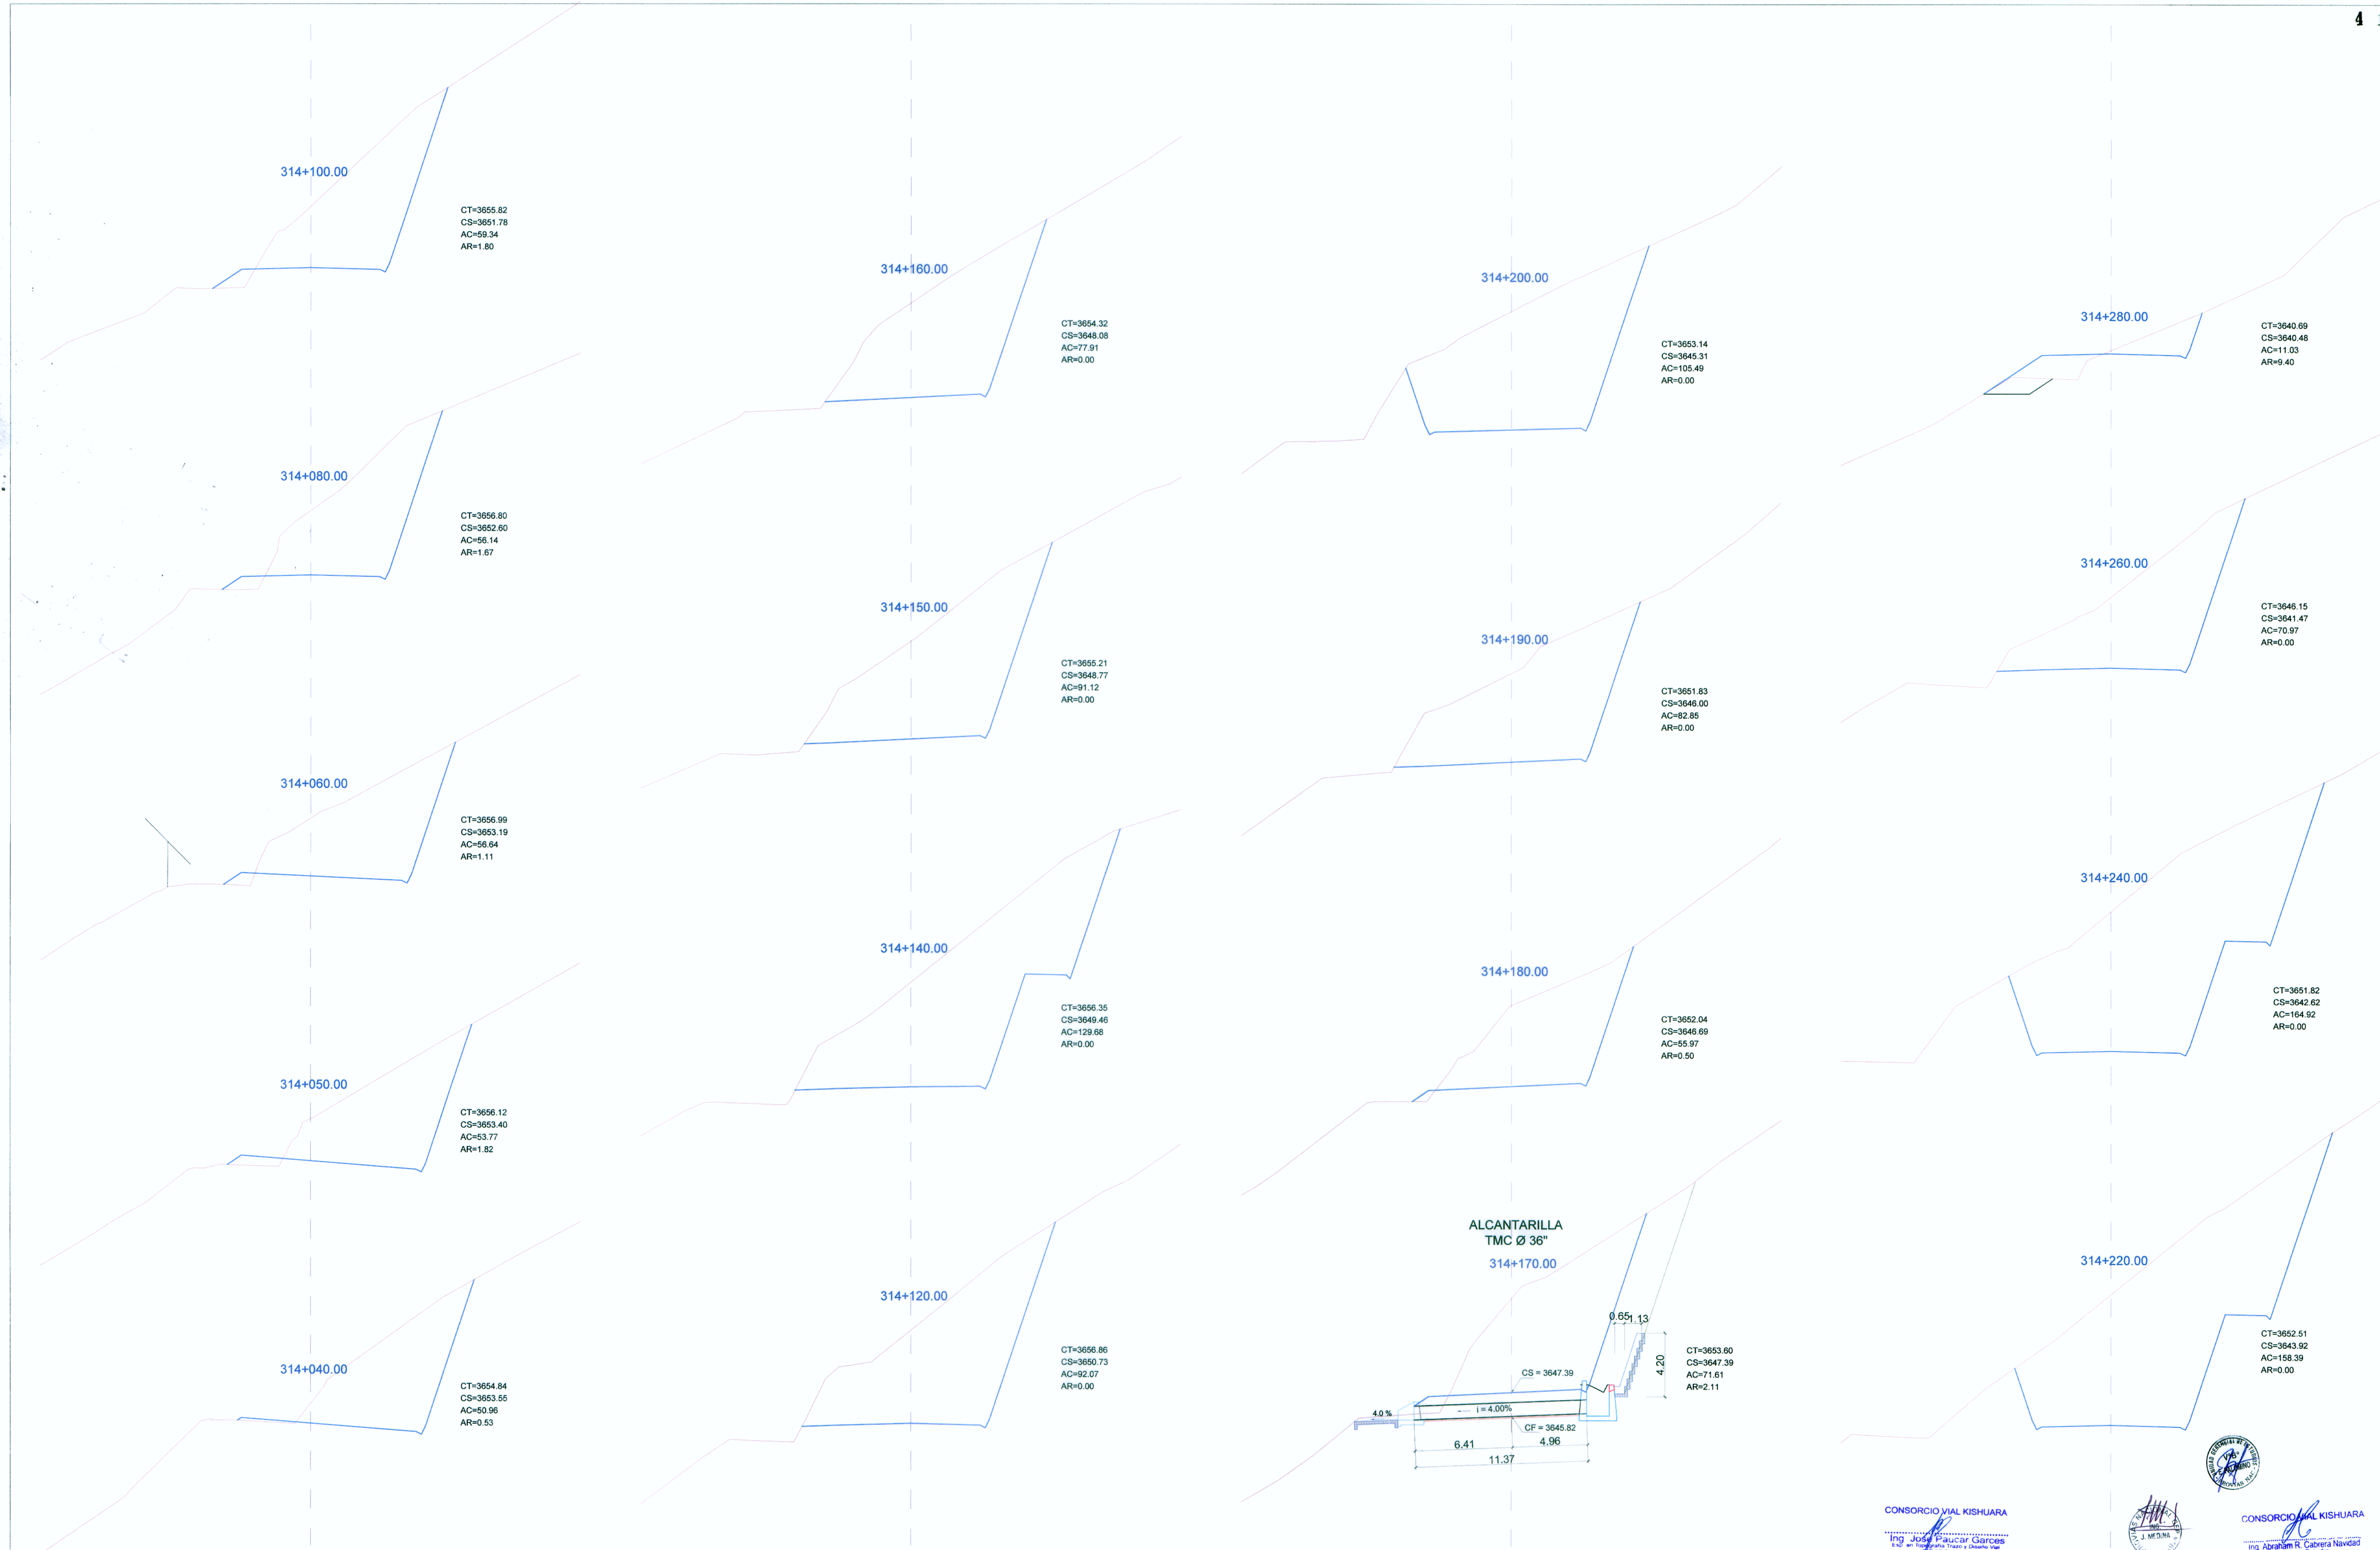 4
314+100.00
CT=3655.82
CS=3651.78
AC=59.34
AR=1.80
314+080.00
CT=3656.80
CS=3652.60
AC=56.14
AR=1.67
314+060.00
CT=3656.99
CS=3653.19
AC=56.64
AR=1.11
314+050.00
CT=3656.12
CS=3653.40
AC=53.77
AR=1.82
314+040.00
CT=3654.84
CS=3653.55
AC=50.96
AR=0.53
314+160.00
CT=3654.32
CS=3648.08
AC=77.91
AR=0.00
314+150.00
CT=3655.21
CS=3648.77
AC=91.12
AR=0.00
314+140.00
CT=3656.35
CS=3649.46
AC=129.68
AR=0.00
314+120.00
CT=3656.86
CS=3650.73
AC=92.07
AR=0.00
314+200.00
CT=3653.14
CS=3645.31
AC=105.49
AR=0.00
314+190.00
CT=3651.83
CS=3646.00
AC=82.85
AR=0.00
314+180.00
CT=3652.04
CS=3646.69
AC=55.97
AR=0.50
ALCANTARILLA
TMC Ø 36"
314+170.00
0.65
1.13
4.20
CT=3653.60
CS=3647.39
AC=71.61
AR=2.11
CS = 3647.39
4.0 %
i = 4.00%
CF = 3645.82
6.41
4.96
11.37
314+280.00
CT=3640.69
CS=3640.48
AC=11.03
AR=9.40
314+260.00
CT=3646.15
CS=3641.47
AC=70.97
AR=0.00
314+240.00
CT=3651.82
CS=3642.62
AC=164.92
AR=0.00
314+220.00
CT=3652.51
CS=3643.92
AC=158.39
AR=0.00
CONSORCIO VIAL KISHUARA
Ing. José Paucar Garces
Esp. en Topografía Trazo y Diseño Vial
ING.
J. MEDINA
CONSORCIO VIAL KISHUARA
Ing. Abraham R. Cabrera Navidad